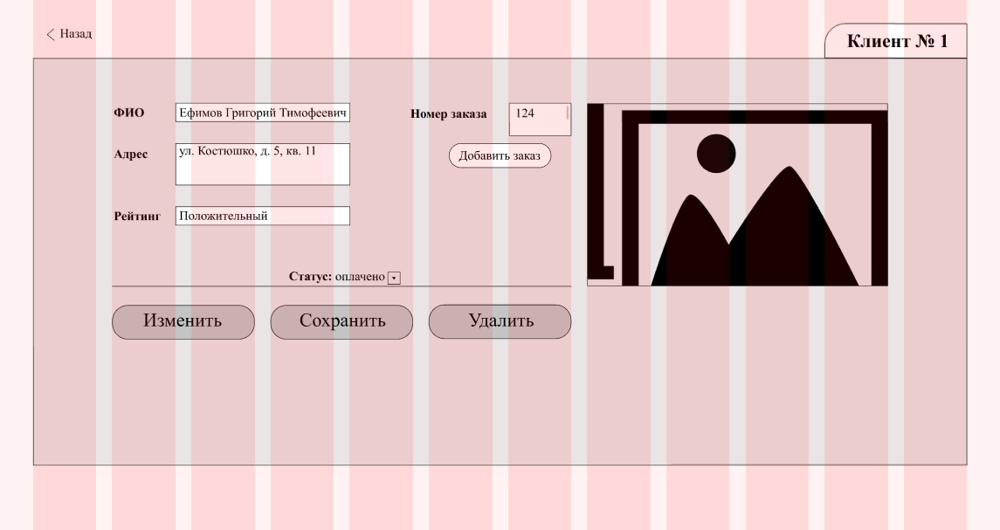 Назад
Клиент № 1
ФИО Ефимов Григорий Тимофеевич
Номер заказа 124
Адрес ул. Костюшко, д. 5, кв. 11
Добавить заказ
Рейтинг Положительный
Статус: оплачено
Изменить Сохранить Удалить